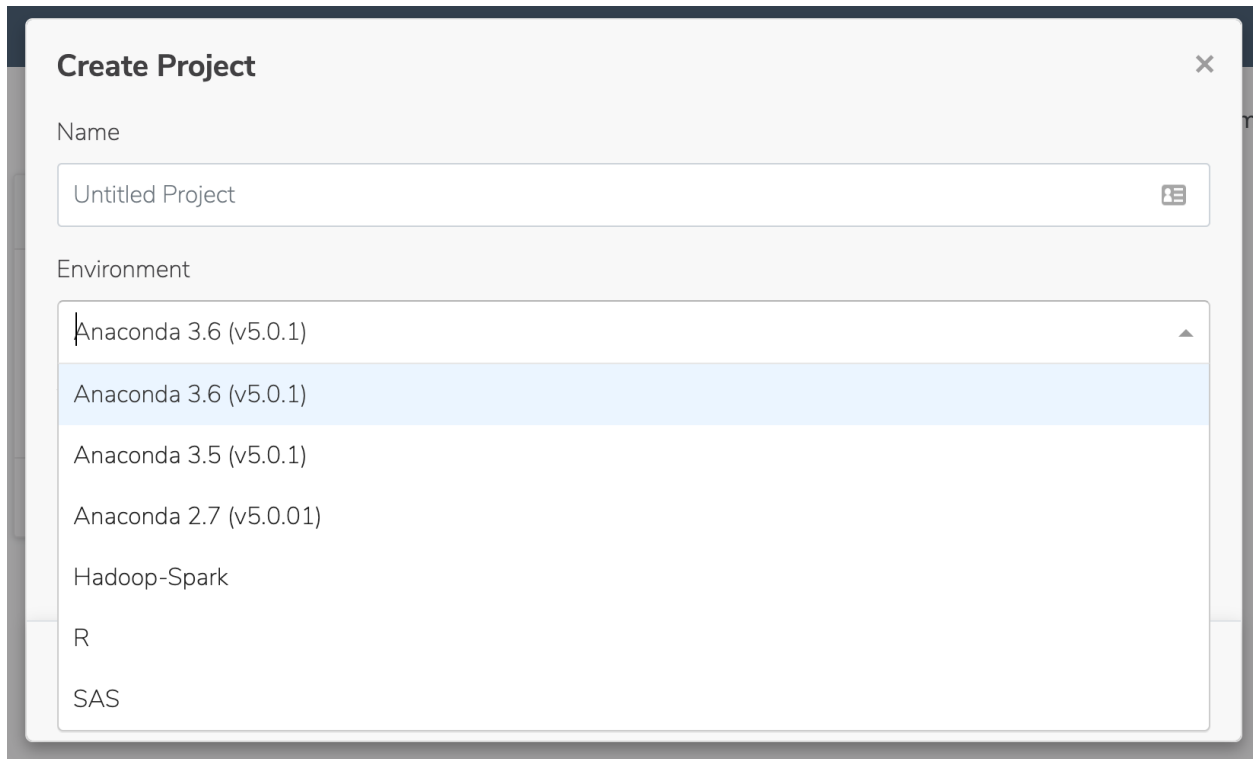 Create Project
×
Name
Untitled Project
Environment
Anaconda 3.6 (v5.0.1)
Anaconda 3.6 (v5.0.1)
Anaconda 3.5 (v5.0.1)
Anaconda 2.7 (v5.0.01)
Hadoop-Spark
R
SAS